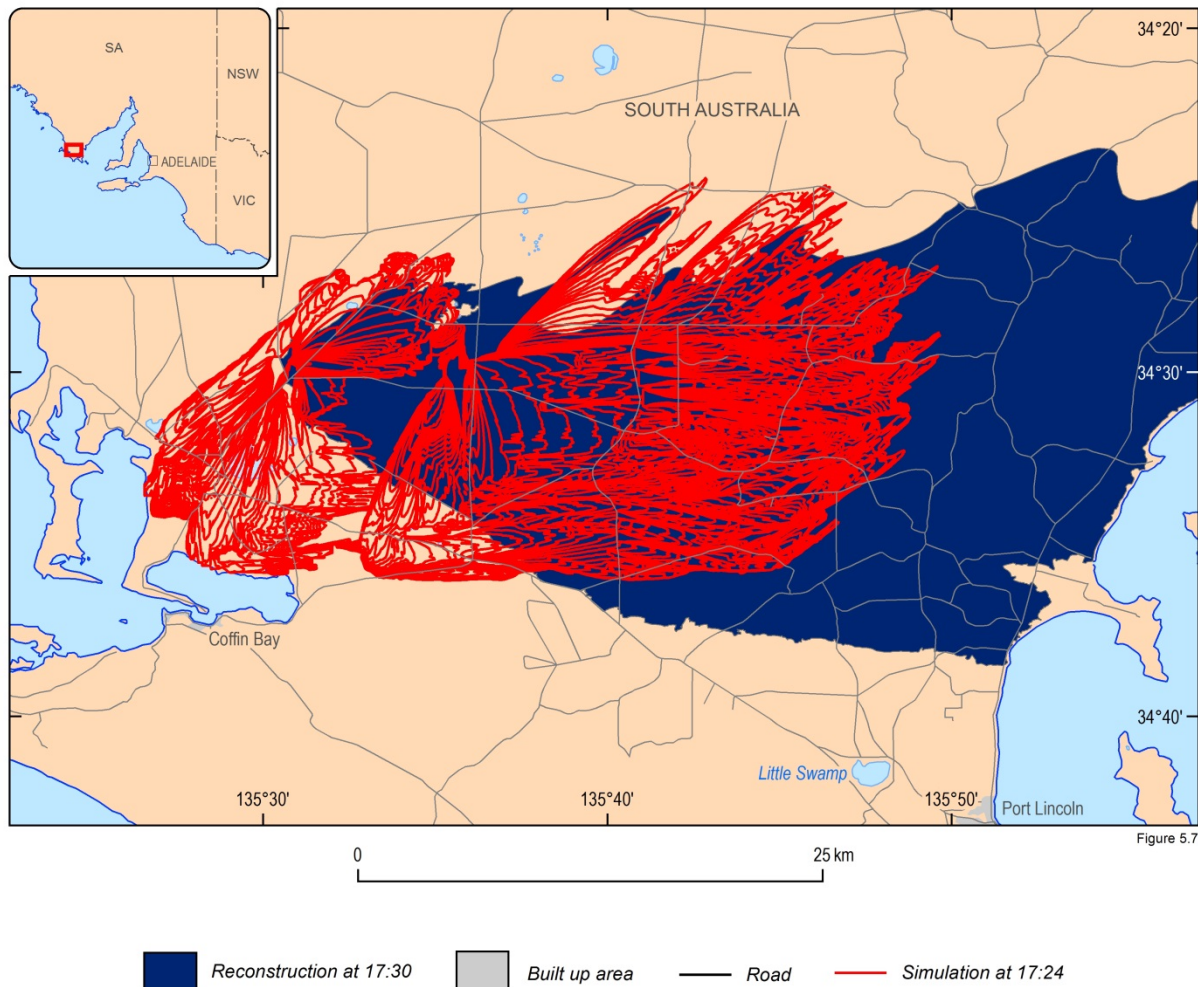 SA
NSW
ADELAIDE
VIC
34°20'
SOUTH AUSTRALIA
34°30'
Coffin Bay
34°40'
Little Swamp
135°30'
135°40'
135°50'
Port Lincoln
Figure 5.7
0
25 km
Reconstruction at 17:30
Built up area
Road
Simulation at 17:24